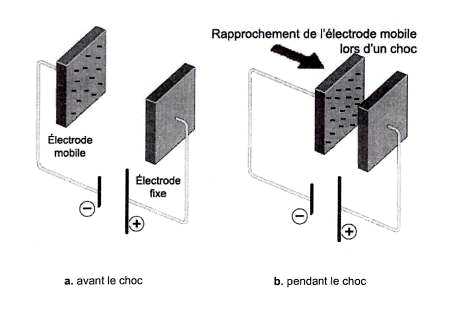 Rapprochement de l'électrode mobile
lors d'un choc
Électrode
mobile
Électrode
fixe
−
+
−
+
a. avant le choc
b. pendant le choc